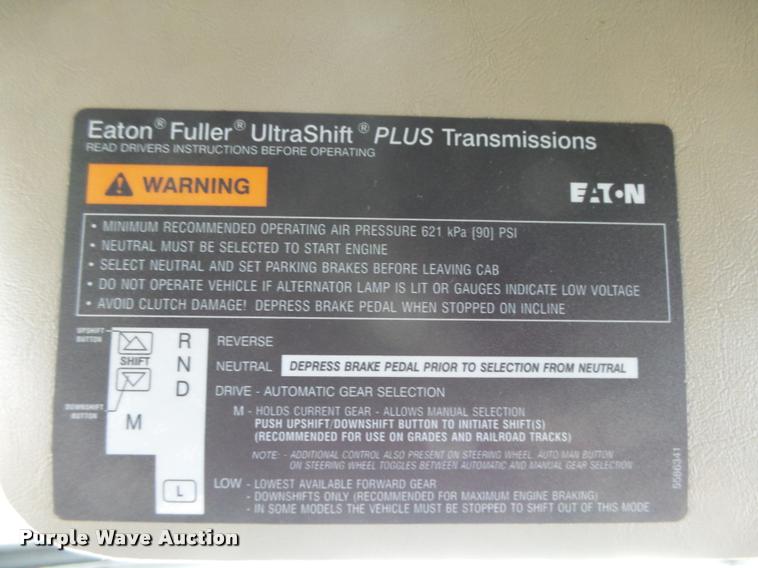 Eaton® Fuller® UltraShift® PLUS Transmissions
READ DRIVERS INSTRUCTIONS BEFORE OPERATING
WARNING
EATON
• MINIMUM RECOMMENDED OPERATING AIR PRESSURE 621 kPa [90] PSI
• NEUTRAL MUST BE SELECTED TO START ENGINE
• SELECT NEUTRAL AND SET PARKING BRAKES BEFORE LEAVING CAB
• DO NOT OPERATE VEHICLE IF ALTERNATOR LAMP IS LIT OR GAUGES INDICATE LOW VOLTAGE
• AVOID CLUTCH DAMAGE! DEPRESS BRAKE PEDAL WHEN STOPPED ON INCLINE
UPSHIFT
BUTTON
SHIFT
DOWNSHIFT
BUTTON
R REVERSE
N NEUTRAL DEPRESS BRAKE PEDAL PRIOR TO SELECTION FROM NEUTRAL
D DRIVE - AUTOMATIC GEAR SELECTION
M M - HOLDS CURRENT GEAR - ALLOWS MANUAL SELECTION
PUSH UPSHIFT/DOWNSHIFT BUTTON TO INITIATE SHIFT(S)
(RECOMMENDED FOR USE ON GRADES AND RAILROAD TRACKS)
NOTE: - ADDITIONAL CONTROL ALSO PRESENT ON STEERING WHEEL. AUTO MAN BUTTON
ON STEERING WHEEL TOGGLES BETWEEN AUTOMATIC AND MANUAL GEAR SELECTION
L LOW - LOWEST AVAILABLE FORWARD GEAR
- DOWNSHIFTS ONLY (RECOMMENDED FOR MAXIMUM ENGINE BRAKING)
- IN SOME MODELS THE VEHICLE MUST BE STOPPED TO SHIFT OUT OF THIS MODE
5586341
Purple Wave Auction